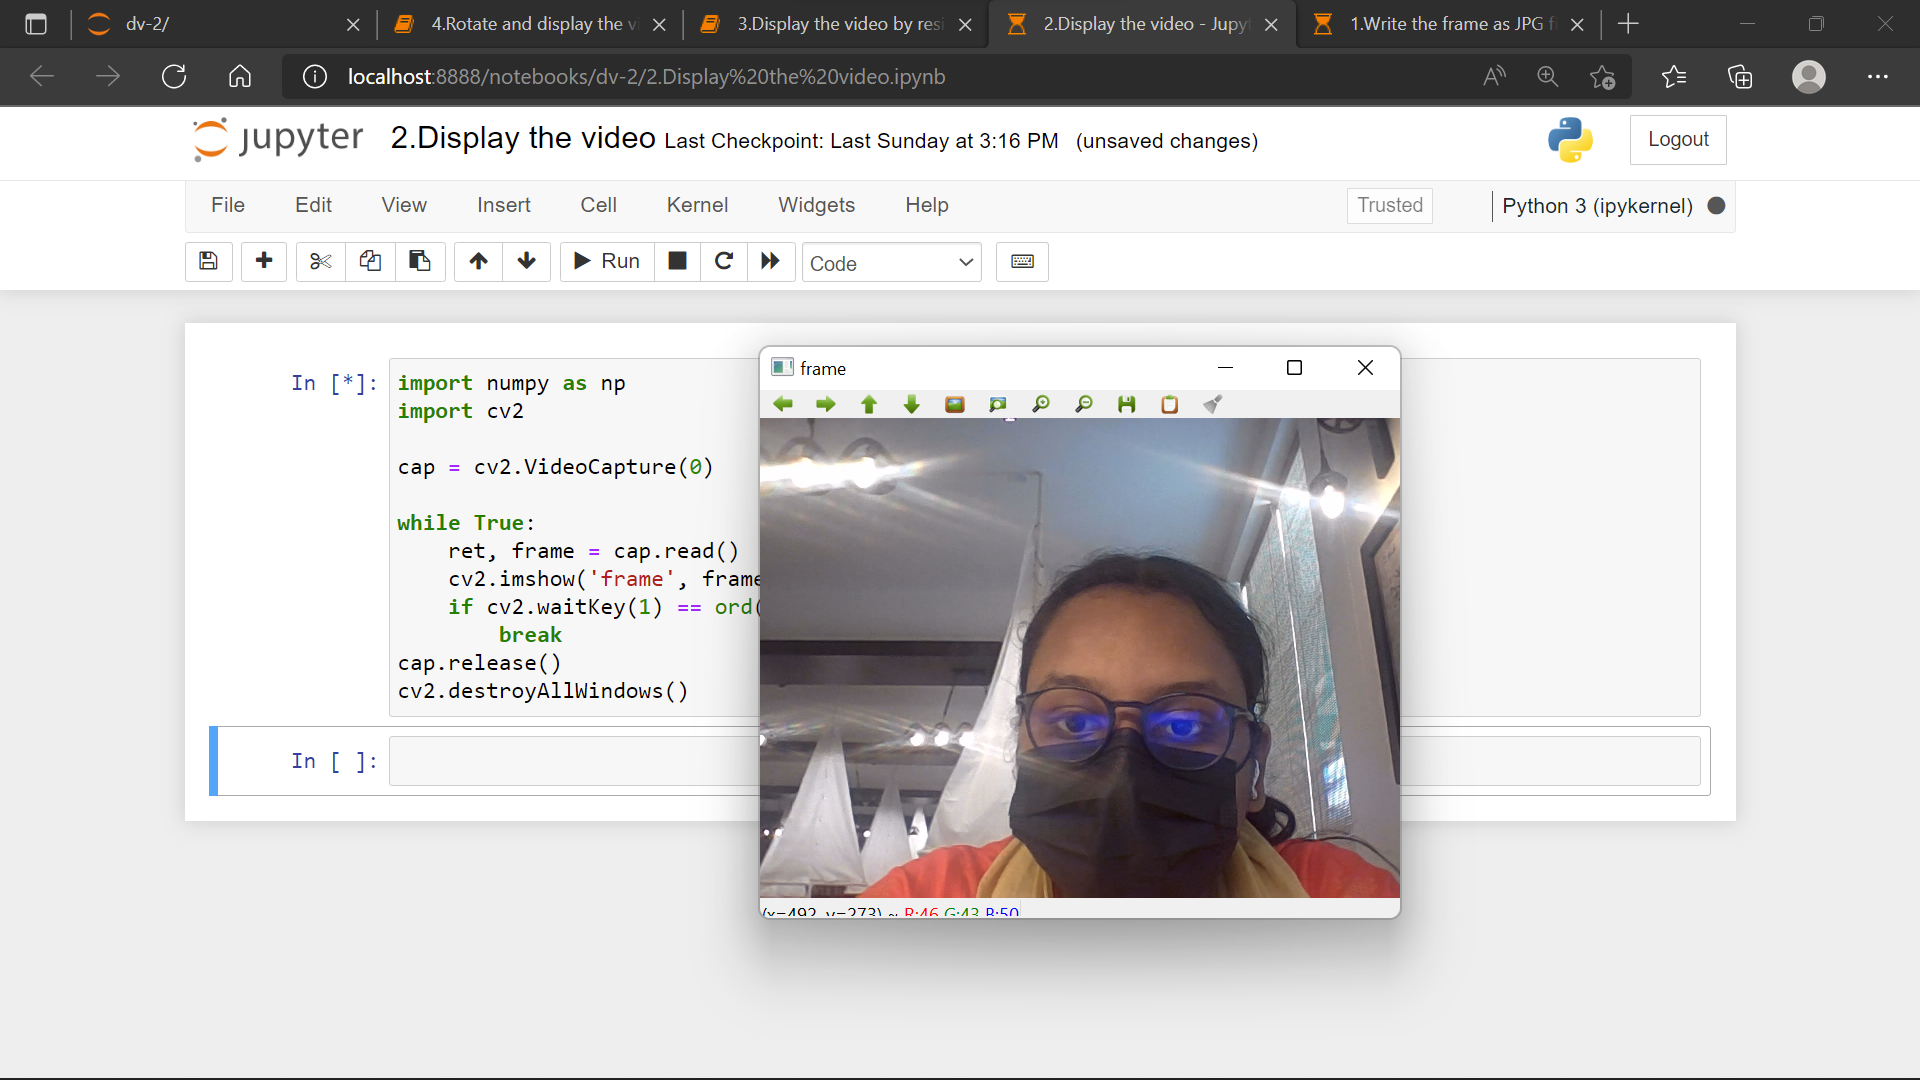 dv-2/
4.Rotate and display the v
3.Display the video by resi
2.Display the video - Jupyt
1.Write the frame as JPG fi
localhost:8888/notebooks/dv-2/2.Display%20the%20video.ipynb
jupyter 2.Display the video Last Checkpoint: Last Sunday at 3:16 PM (unsaved changes)
Logout
File Edit View Insert Cell Kernel Widgets Help
Trusted
Python 3 (ipykernel)
Run
Code
In [*]:
import numpy as np
import cv2
cap = cv2.VideoCapture(0)
while True:
ret, frame = cap.read()
cv2.imshow('frame', frame
if cv2.waitKey(1) == ord(
break
cap.release()
cv2.destroyAllWindows()
In [ ]:
frame
(x=492, y=273) ~ R:46 G:43 B:50